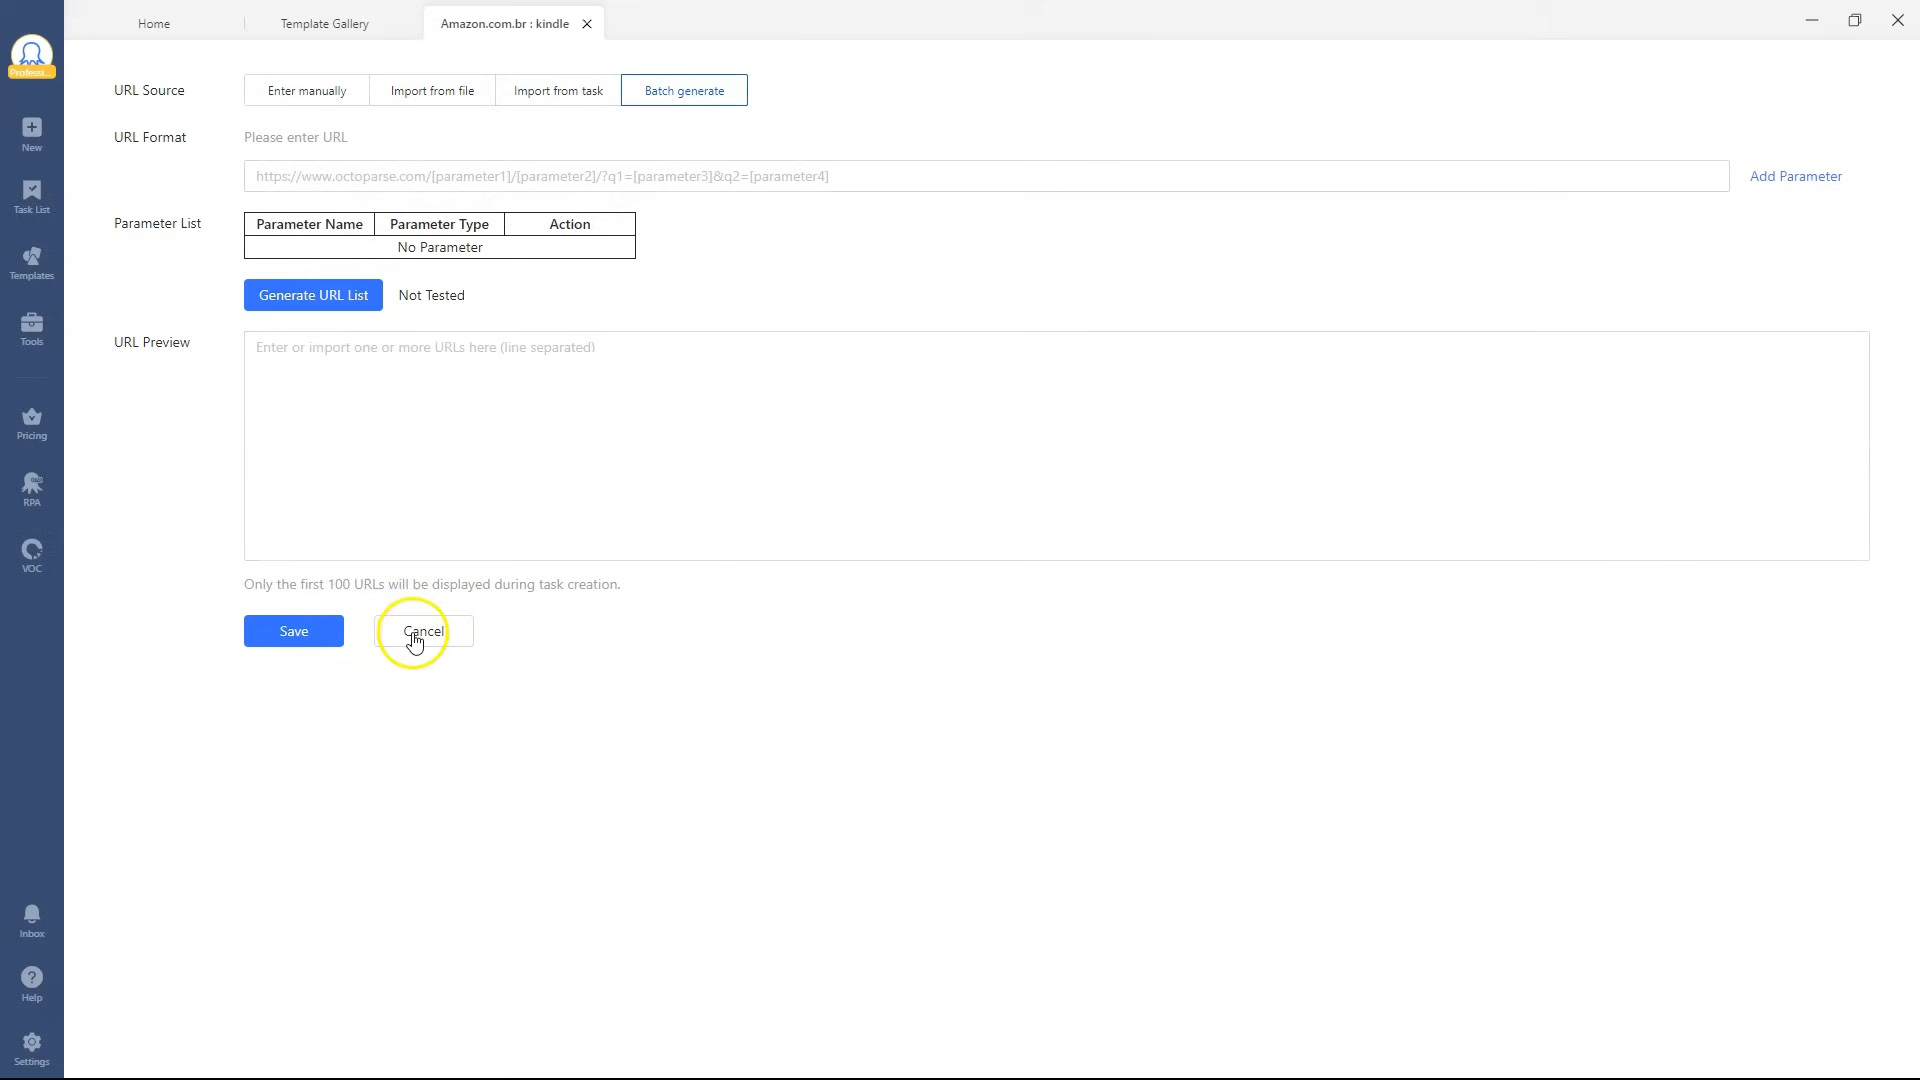 Home
Template Gallery
Amazon.com.br : kindle
Professi...
New
Task List
Templates
Tools
Pricing
RPA
VOC
Inbox
Help
Settings
URL Source
Enter manually
Import from file
Import from task
Batch generate
URL Format
Please enter URL
https://www.octoparse.com/[parameter1]/[parameter2]/?q1=[parameter3]&q2=[parameter4]
Add Parameter
Parameter List
Parameter Name Parameter Type Action
No Parameter
Generate URL List
Not Tested
URL Preview
Enter or import one or more URLs here (line separated)
Only the first 100 URLs will be displayed during task creation.
Save
Cancel